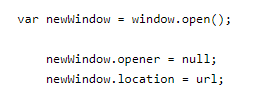 var newWindow = window.open();
newWindow.opener = null;
newWindow.location = url;